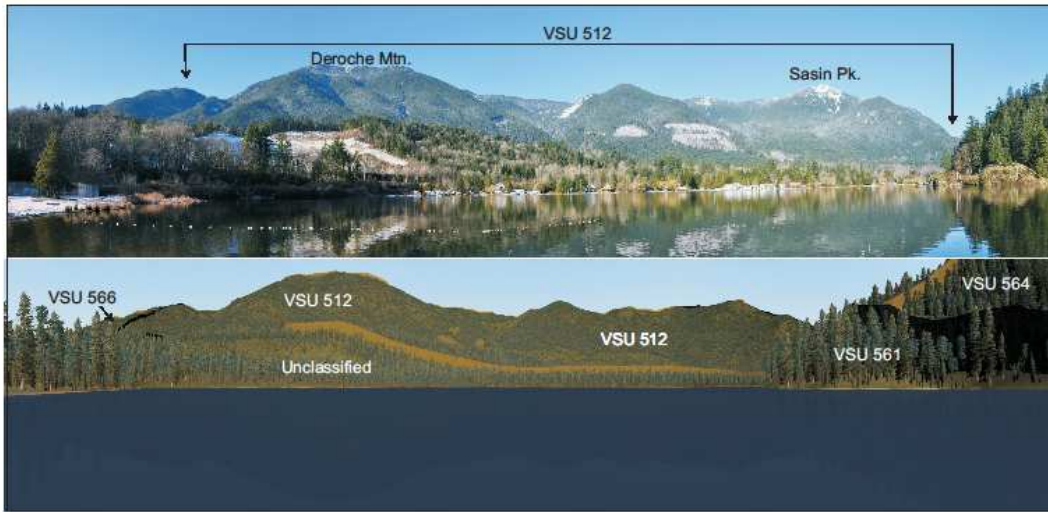 VSU 512
Deroche Mtn.
Sasin Pk.
VSU 566
VSU 512
VSU 564
VSU 512
VSU 561
Unclassified